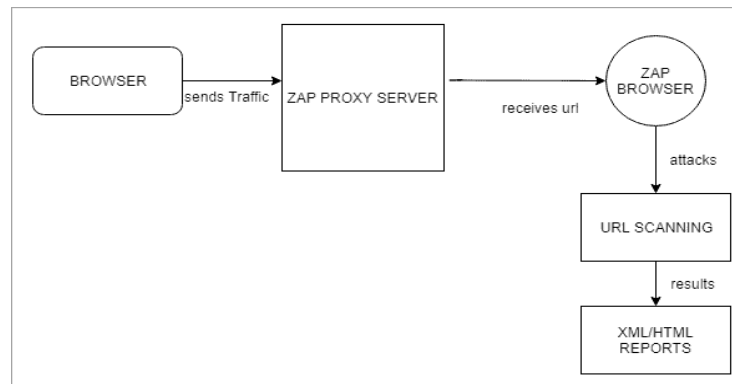 BROWSER
sends Traffic
ZAP PROXY SERVER
receives url
ZAP
BROWSER
attacks
URL SCANNING
results
XML/HTML
REPORTS